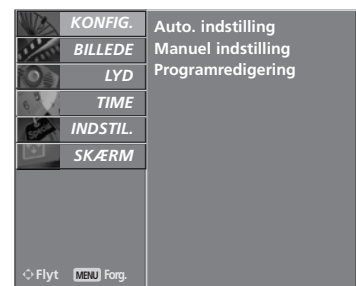 KONFIG.
BILLEDE
LYD
TIME
INDSTIL.
SKÆRM
Auto. indstilling
Manuel indstilling
Programredigering
Flyt MENU Forg.